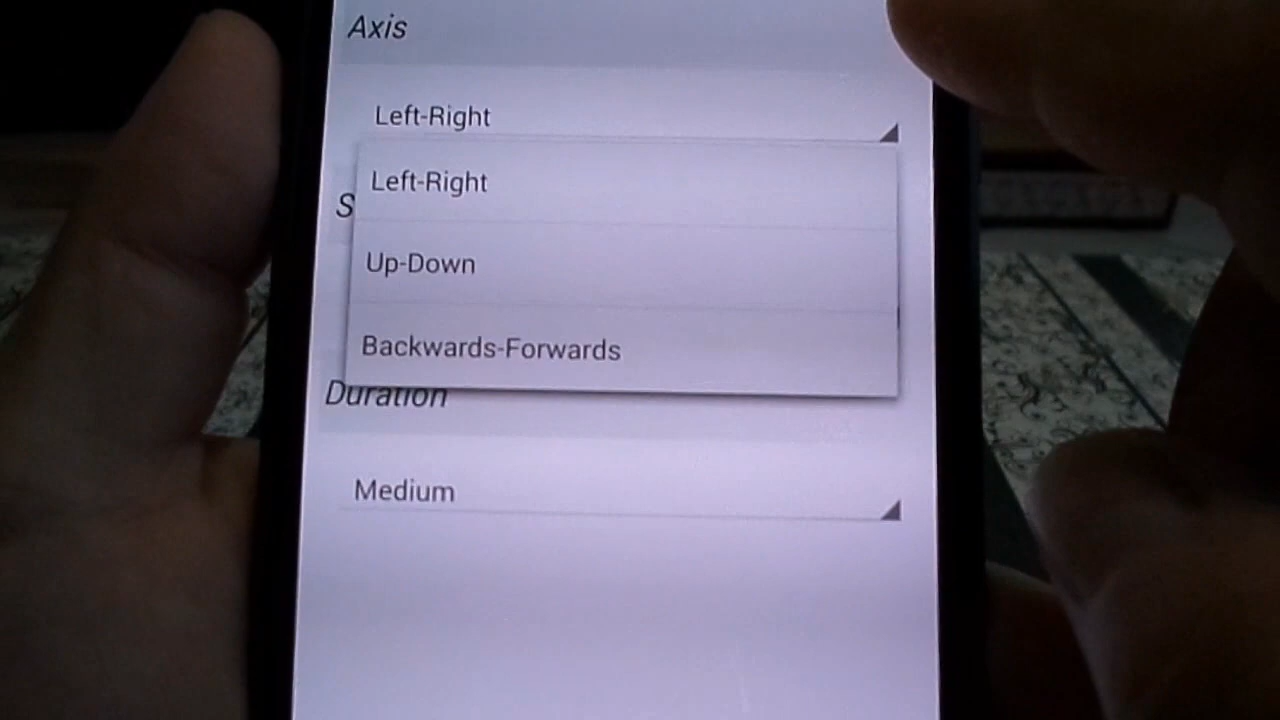 Axis
Left-Right
Left-Right
S
Up-Down
Backwards-Forwards
Duration
Medium